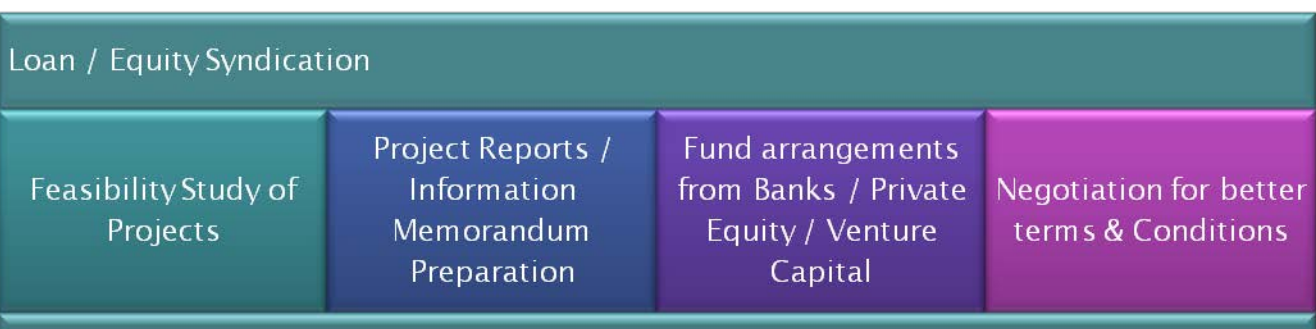 Loan / Equity Syndication
Feasibility Study of
Projects
Project Reports /
Information
Memorandum
Preparation
Fund arrangements
from Banks / Private
Equity / Venture
Capital
Negotiation for better
terms & Conditions